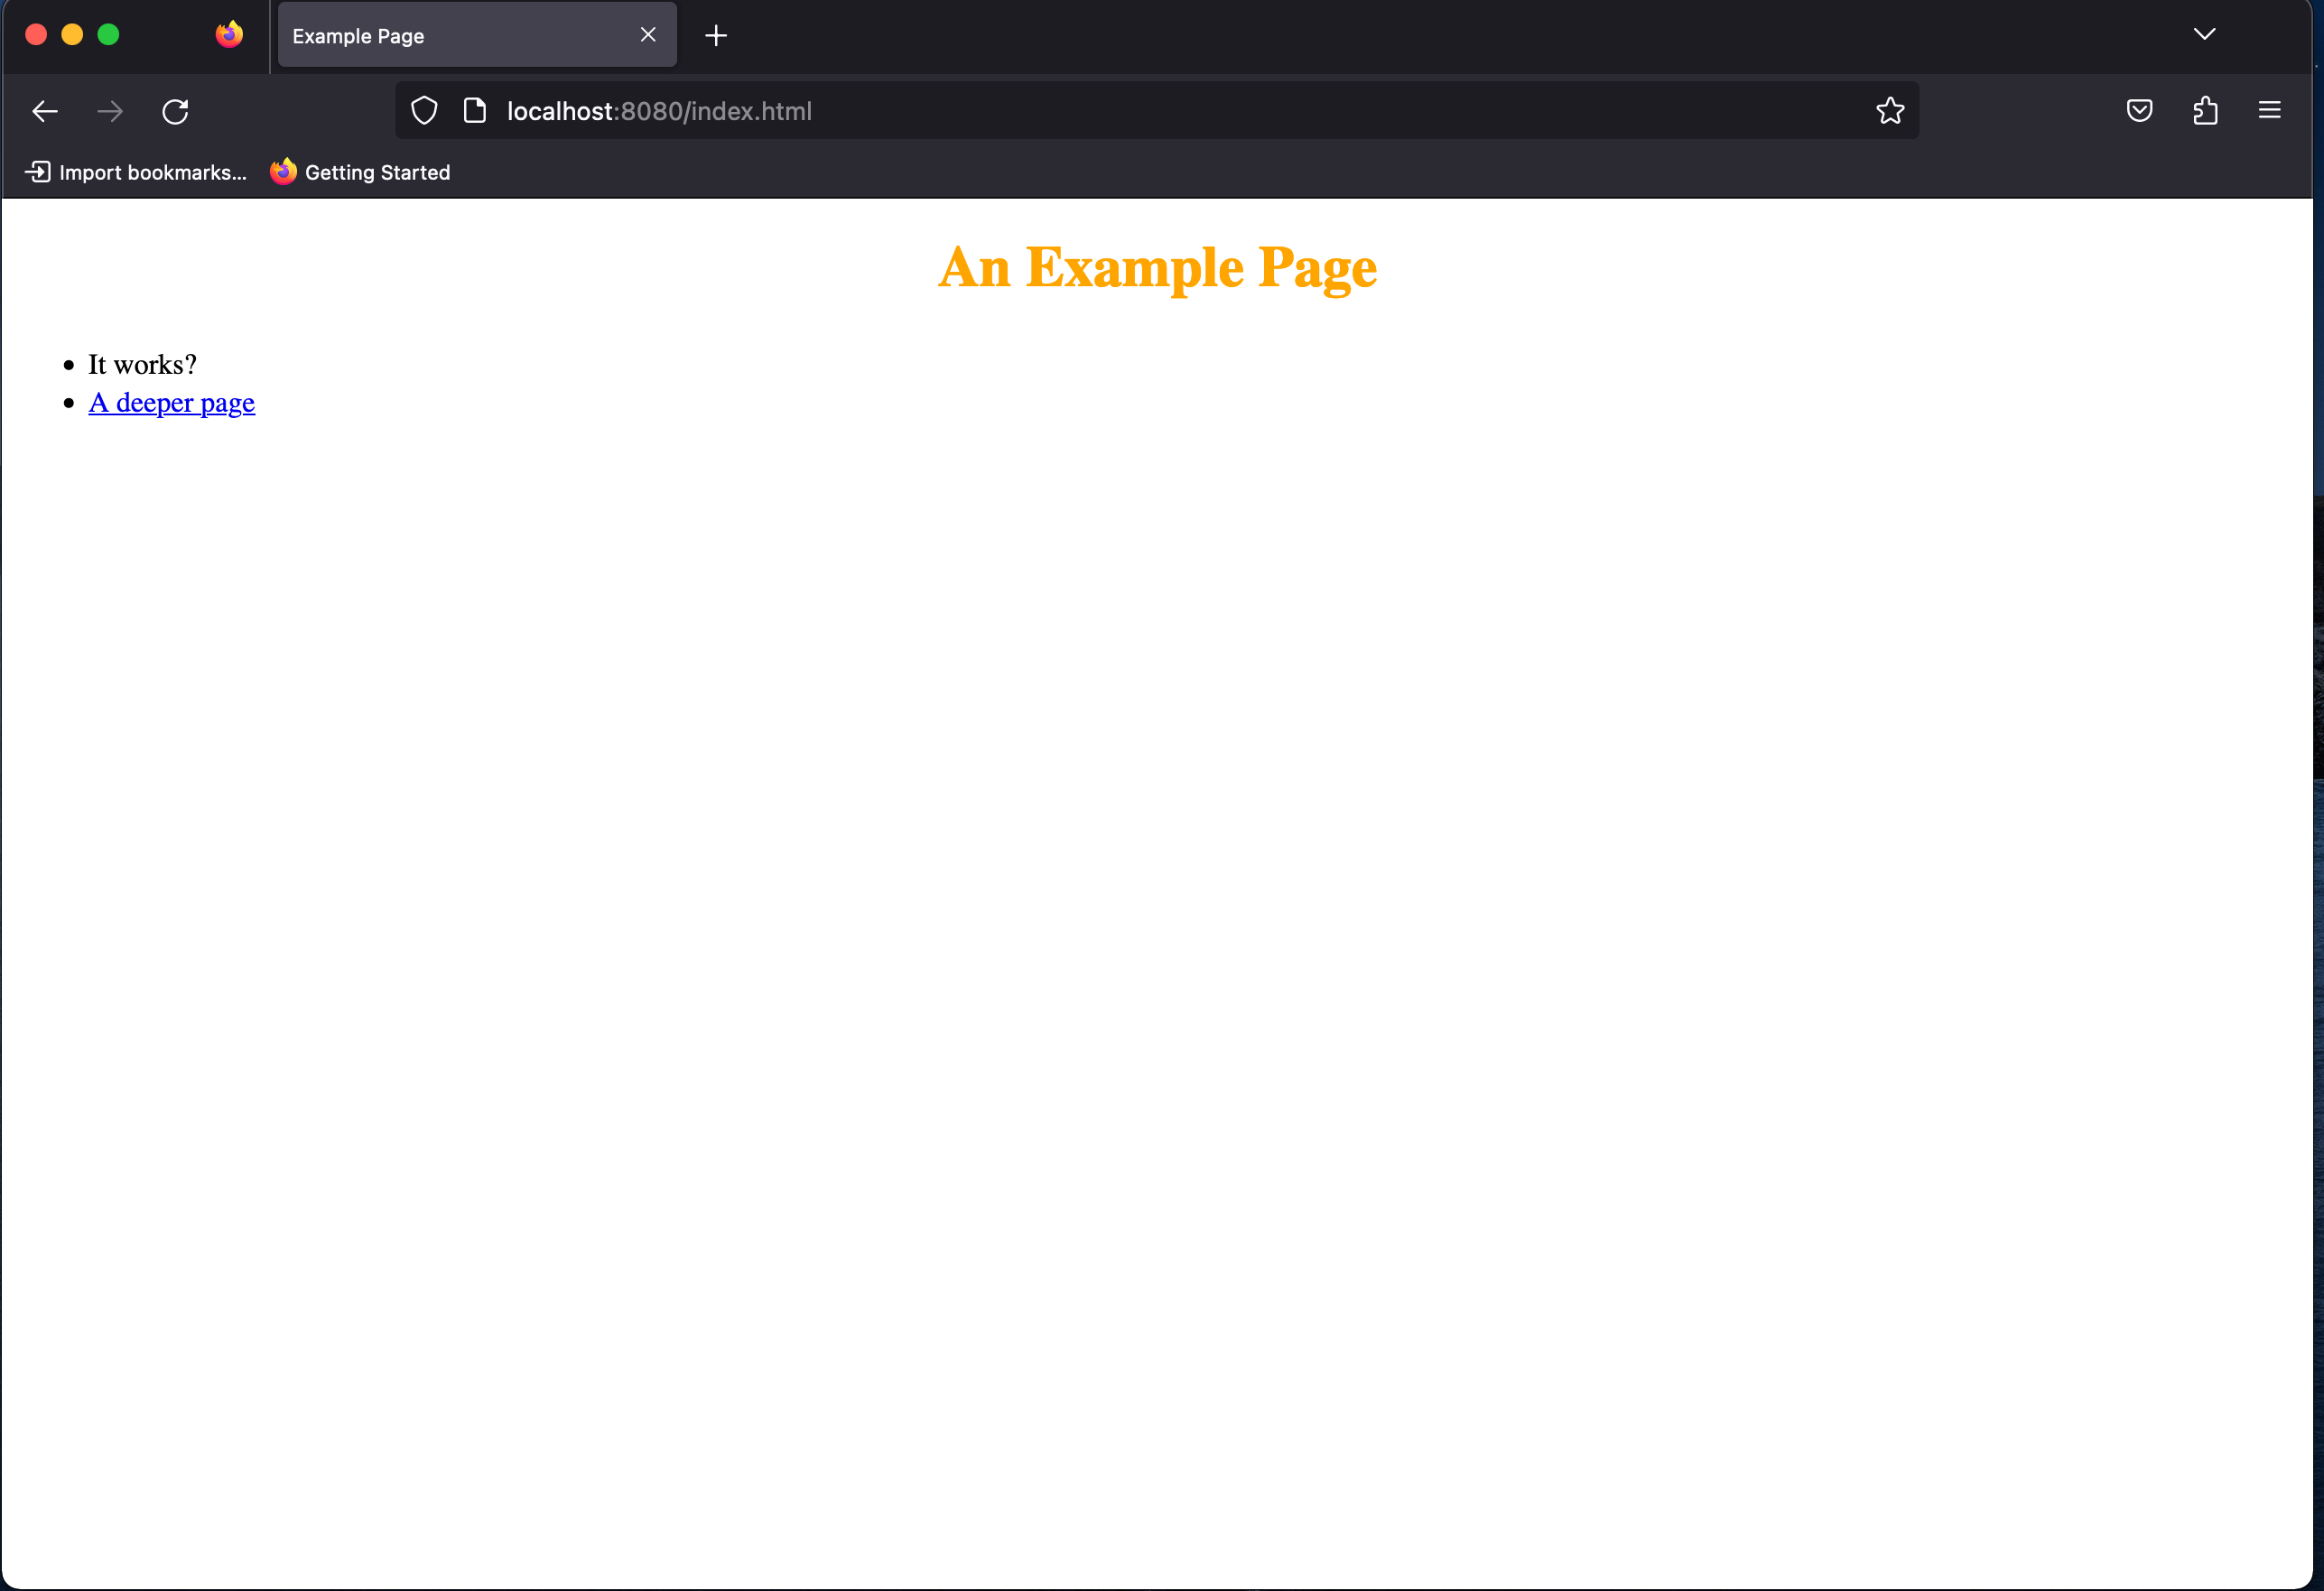 Example Page
localhost:8080/index.html
Import bookmarks...
Getting Started
An Example Page
It works?
A deeper page